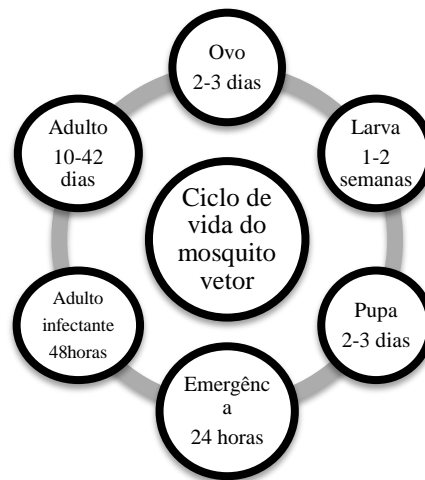 Ovo
2-3 dias
Larva
1-2
semanas
Pupa
2-3 dias
Emergênc
a
24 horas
Adulto
infectante
48horas
Adulto
10-42
dias
Ciclo de
vida do
mosquito
vetor